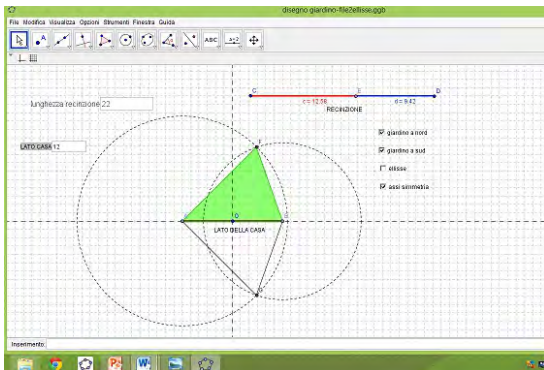 disegno giardino-file2ellisse.ggb
File Modifica Visualizza Opzioni Strumenti Finestra Guida
A
ABC
a=2
lunghezza recinzione 22
G E D
c = 12.58 d = 9.42
RECINZIONE
LATO CASA 12
giardino a nord
giardino a sud
ellisse
assi simmetria
F
O
LATO DELLA CASA
Inserimento: